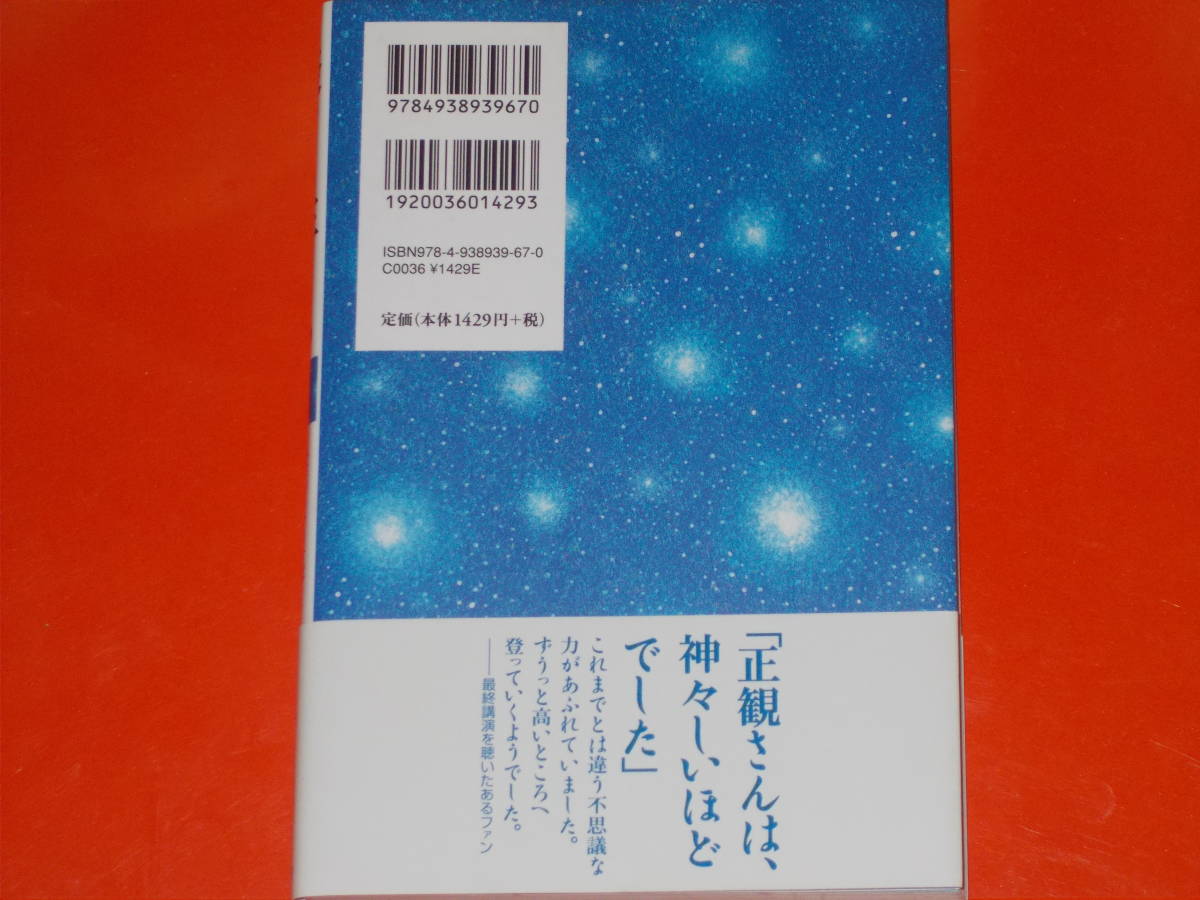 9784938939670
1920036014293
ISBN978-4-938939-67-0
C0036 ¥1429E
定価(本体1429円+税)
「正観さんは、
神々しいほど
でした」
これまでとは違う不思議な
力があふれていました。
ずうっと高いところへ
登っていくようでした。
――最終講演を聴いたあるファン